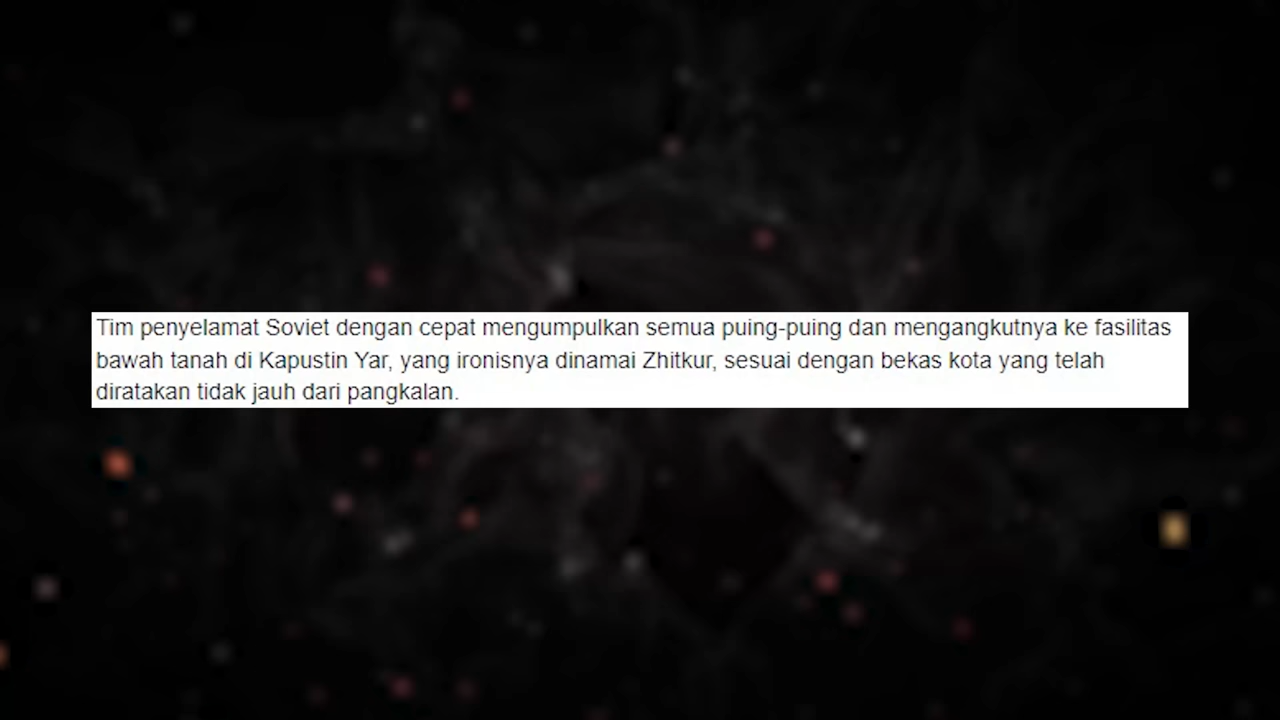 Tim penyelamat Soviet dengan cepat mengumpulkan semua puing-puing dan mengangkutnya ke fasilitas
bawah tanah di Kapustin Yar, yang ironisnya dinamai Zhitkur, sesuai dengan bekas kota yang telah
diratakan tidak jauh dari pangkalan.